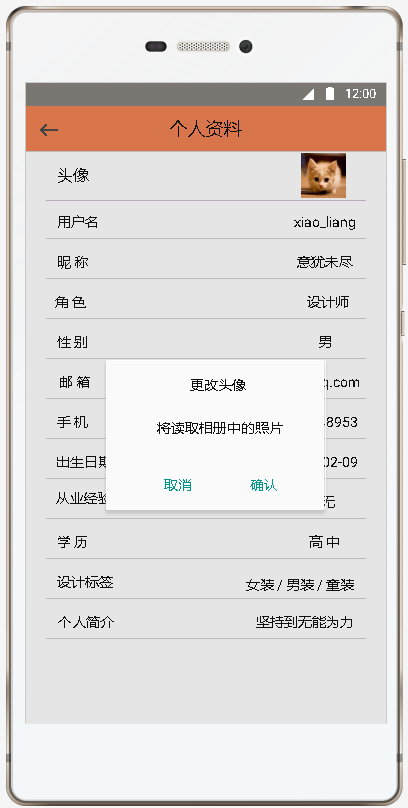 12:00
个人资料
头像
用户名 xiao_liang
昵称 意犹未尽
角色 设计师
性别 男
邮箱 q.com
更改头像
手机 8953
将读取相册中的照片
出生日期 02-09
取消 确认
从业经验 无
学历 高中
设计标签 女装 / 男装 / 童装
个人简介 坚持到无能为力